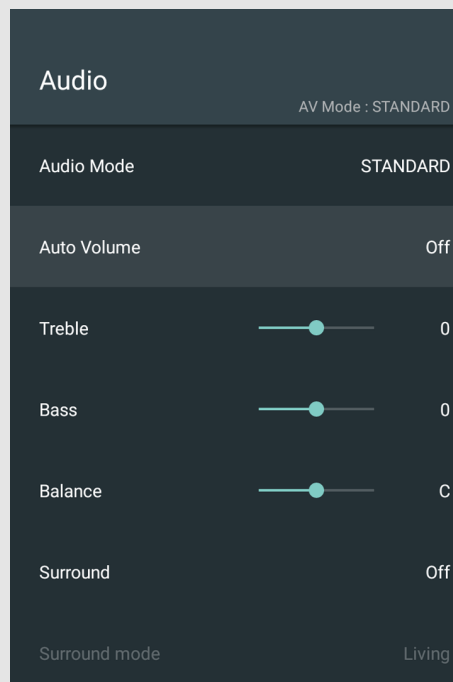 Audio
AV Mode : STANDARD
Audio Mode STANDARD
Auto Volume Off
Treble 0
Bass 0
Balance C
Surround Off
Surround mode Living